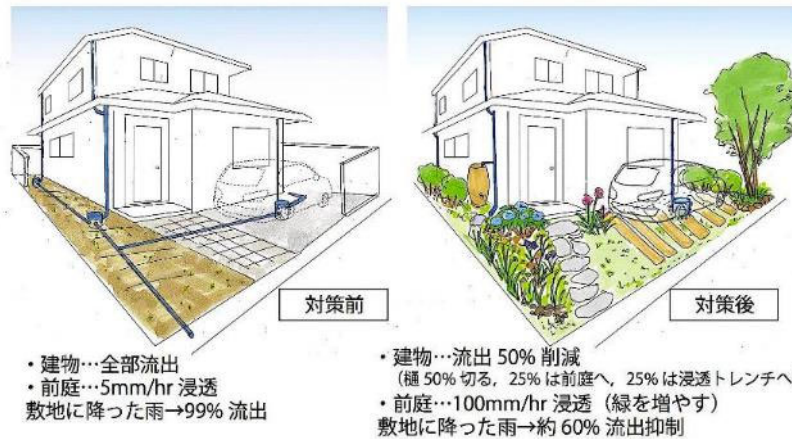 対策前
・建物…全部流出
・前庭…5mm/hr 浸透
敷地に降った雨→99% 流出
対策後
・建物…流出 50% 削減
(樋 50% 切る，25% は前庭へ，25% は浸透トレンチへ
・前庭…100mm/hr 浸透（緑を増やす）
敷地に降った雨→約 60% 流出抑制